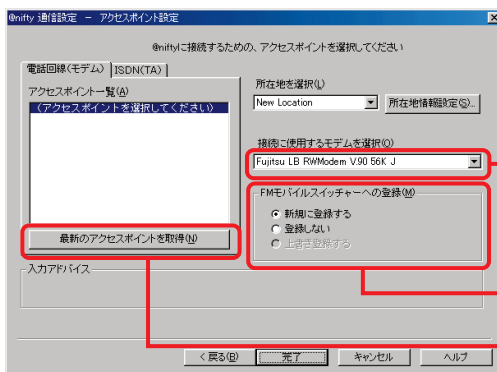 @nifty 通信設定 － アクセスポイント設定
@niftyに接続するための、アクセスポイントを選択してください
電話回線(モデム)
ISDN(TA)
アクセスポイント一覧(A)
(アクセスポイントを選択してください)
最新のアクセスポイントを取得(N)
所在地を選択(L)
New Location
所在地情報設定(S)...
接続に使用するモデムを選択(O)
Fujitsu LB RWModem V.90 56K J
FMモバイルスイッチャーへの登録(M)
新規に登録する
登録しない
上書き登録する
入力アドバイス
< 戻る(B)
完了
キャンセル
ヘルプ